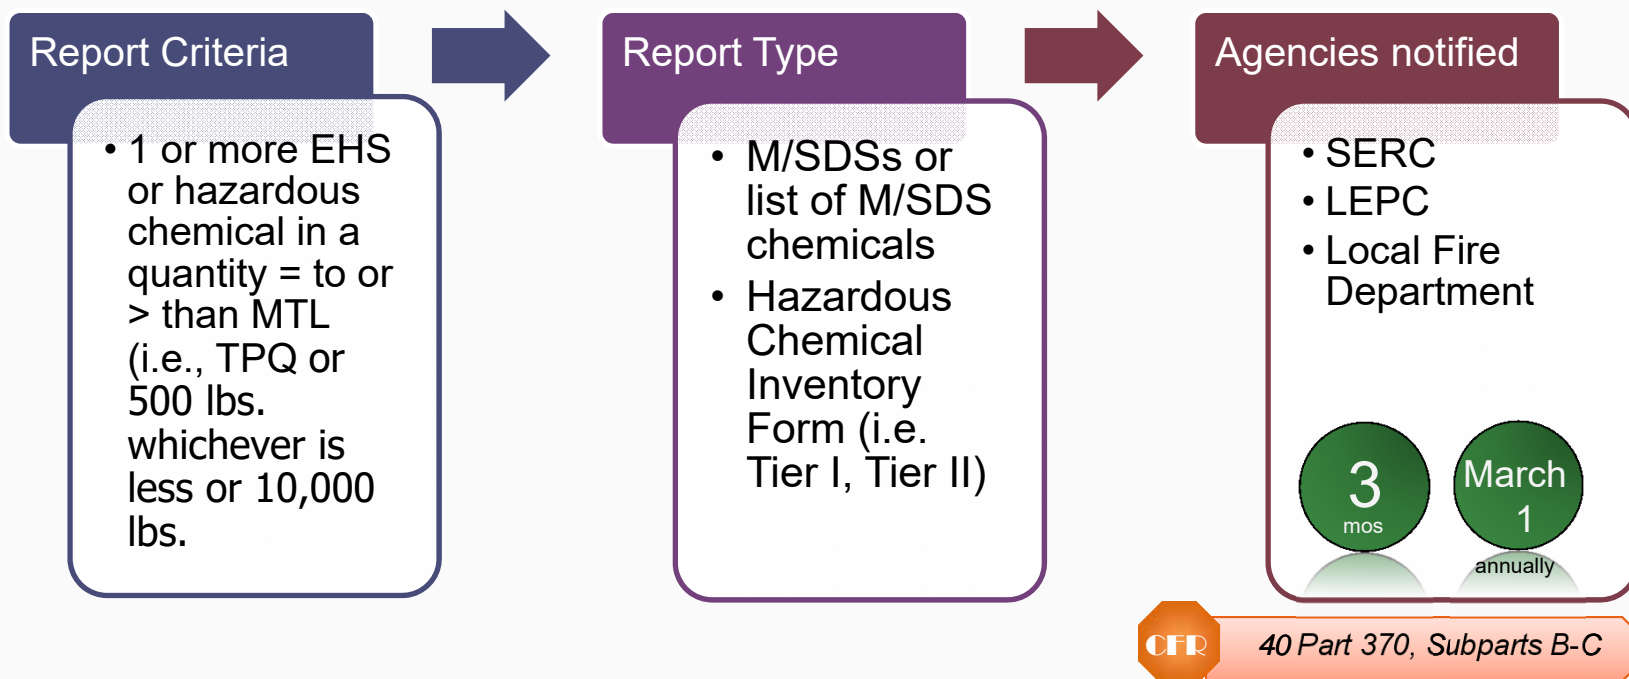 Report Criteria
• 1 or more EHS
or hazardous
chemical in a
quantity = to or
> than MTL
(i.e., TPQ or
500 lbs.
whichever is
less or 10,000
lbs.
Report Type
• M/SDSs or
list of M/SDS
chemicals
• Hazardous
Chemical
Inventory
Form (i.e.
Tier I, Tier II)
Agencies notified
• SERC
• LEPC
• Local Fire
Department
3
mos
March
1
annually
CFR
40 Part 370, Subparts B-C